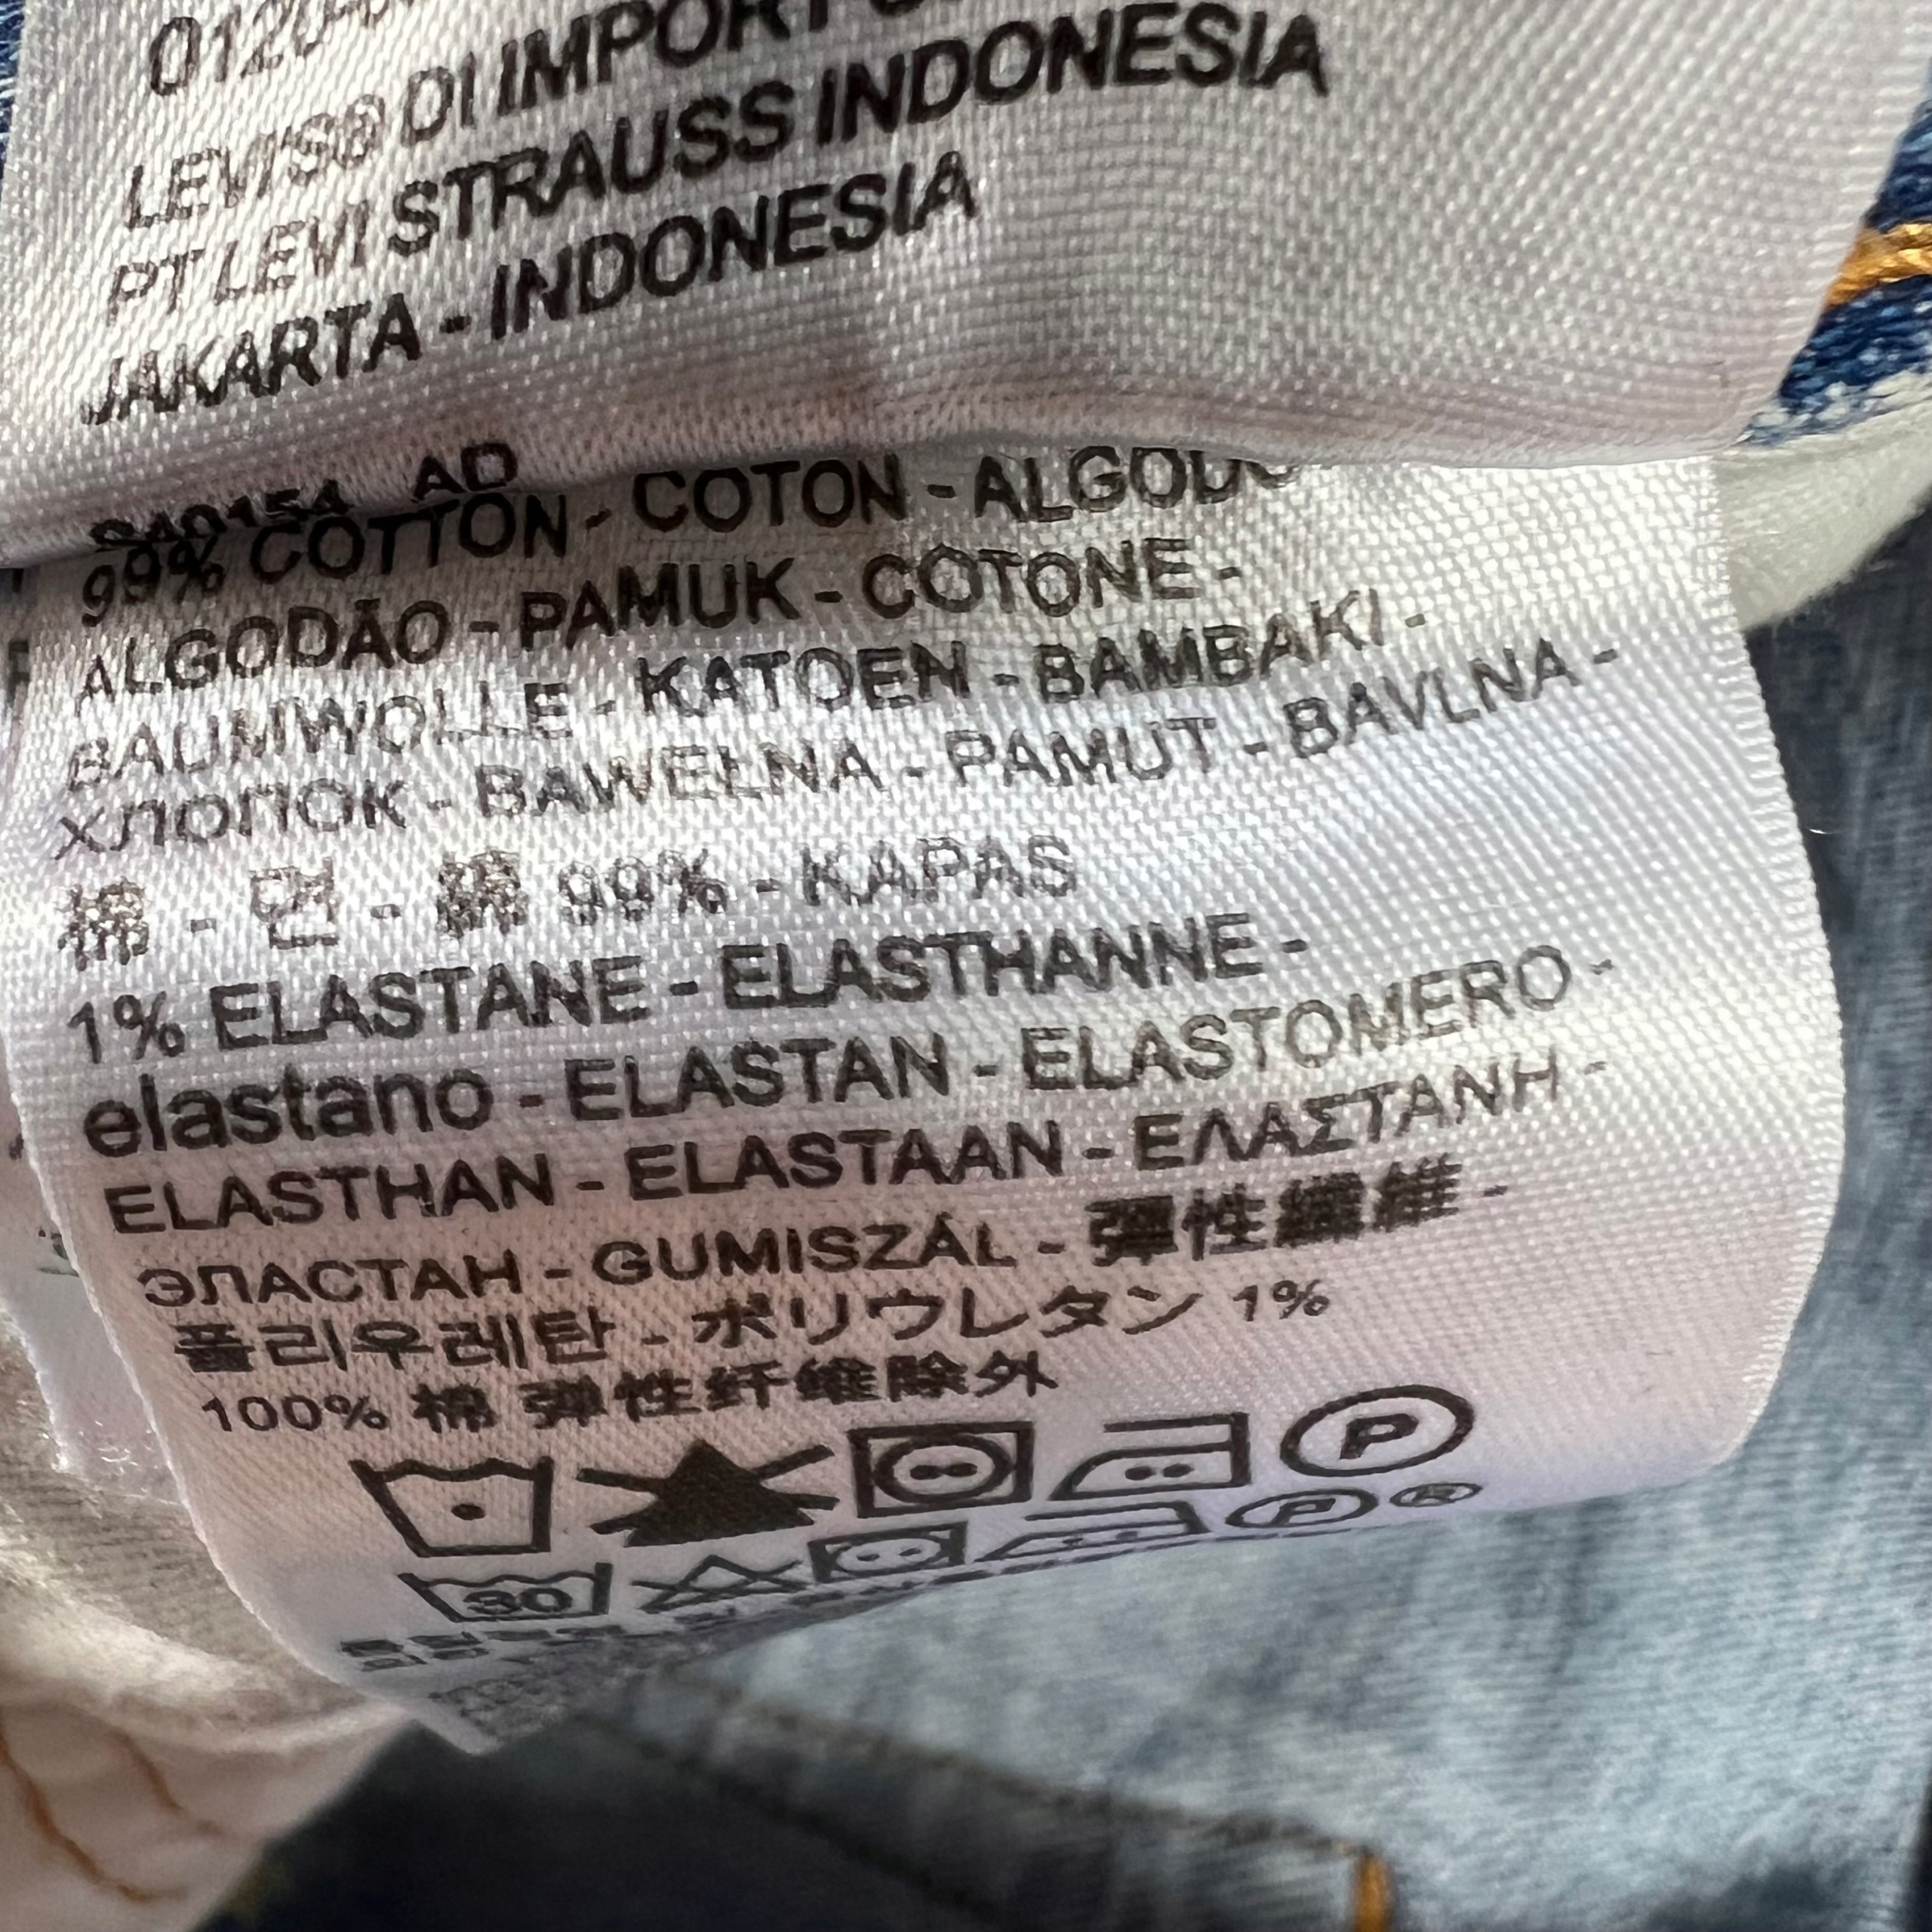 LEVI'S® DI IMPORT
PT LEVI STRAUSS INDONESIA
JAKARTA - INDONESIA
AD
99% COTTON - COTON -
ALGODÃO - PAMUK - COTONE -
BAUMWOLLE - KATOEN - BAMBAKI -
ХЛОПОК - BAWEŁNA - PAMUT - BAVLNA -
棉 - 면 - 綿 99% - KAPAS
1% ELASTANE - ELASTHANNE -
elastano - ELASTAN - ELASTOMERO -
ELASTHAN - ELASTAAN - ΕΛΑΣΤΑΝΗ -
ЭЛАСТАН - GUMISZÁL - 彈性纖維 -
폴리우레탄 - ポリウレタン 1%
100% 棉 弹性纤维除外
P
30 P ®